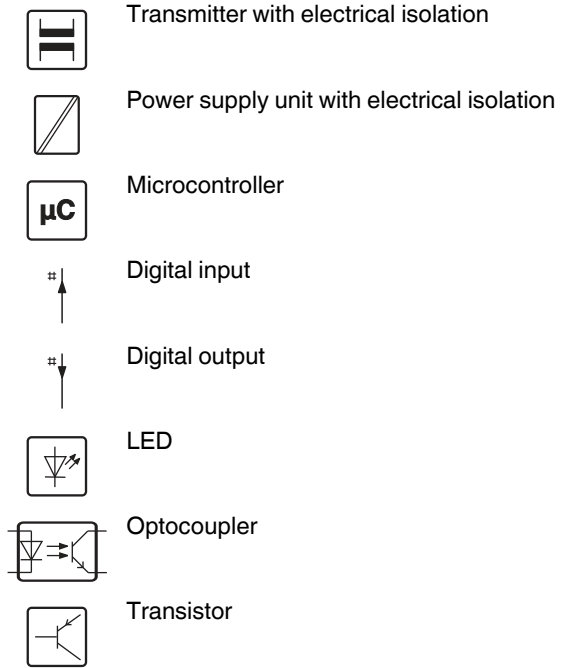 Transmitter with electrical isolation
Power supply unit with electrical isolation
µC
Microcontroller
#
Digital input
#
Digital output
LED
Optocoupler
Transistor